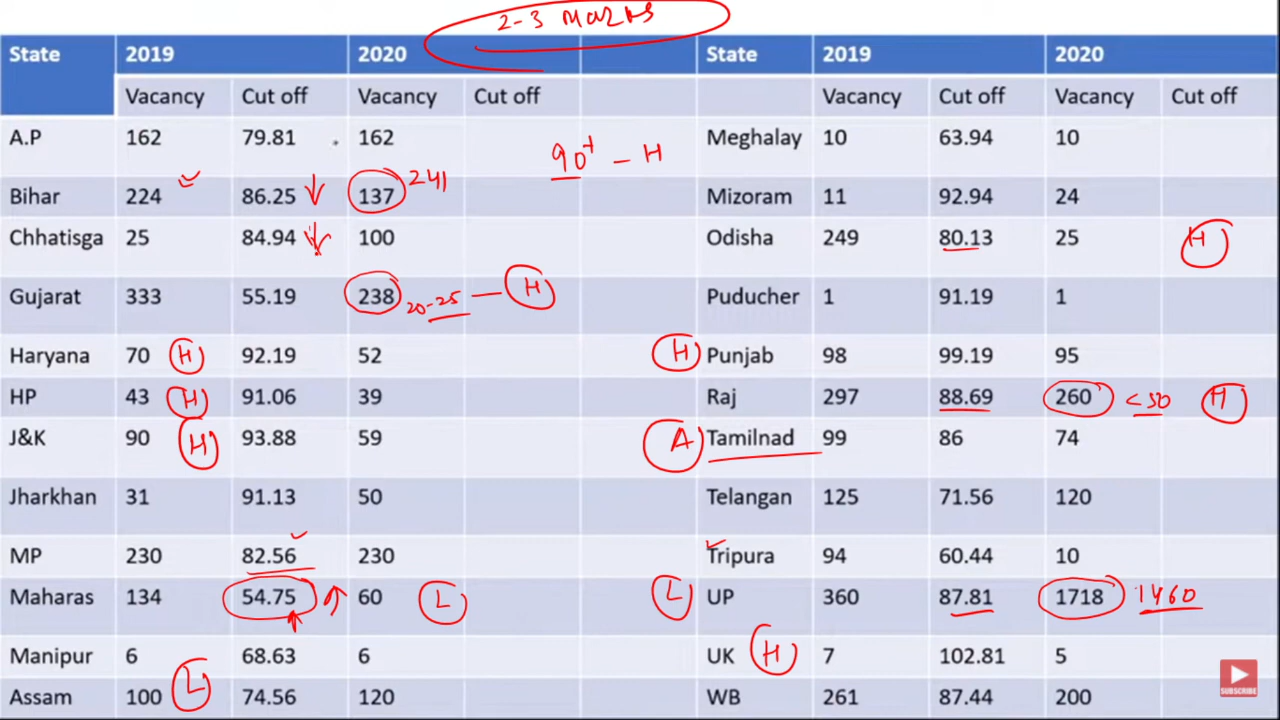 2-3 Marks
State 2019 2020 State 2019 2020
Vacancy Cut off Vacancy Cut off Vacancy Cut off Vacancy Cut off
A.P 162 79.81 162 Meghalay 10 63.94 10
90+ - H
Bihar 224 86.25 137 241 Mizoram 11 92.94 24
Chhatisga 25 84.94 100 Odisha 249 80.13 25 H
Gujarat 333 55.19 238 20-25 — H Puducher 1 91.19 1
Haryana 70 H 92.19 52 H Punjab 98 99.19 95
HP 43 H 91.06 39 Raj 297 88.69 260 <50 H
J&K 90 H 93.88 59 A Tamilnad 99 86 74
Jharkhan 31 91.13 50 Telangan 125 71.56 120
MP 230 82.56 230 Tripura 94 60.44 10
Maharas 134 54.75 60 L L UP 360 87.81 1718 1460
Manipur 6 68.63 6 UK H 7 102.81 5
Assam 100 L 74.56 120 WB 261 87.44 200
SUBSCRIBE